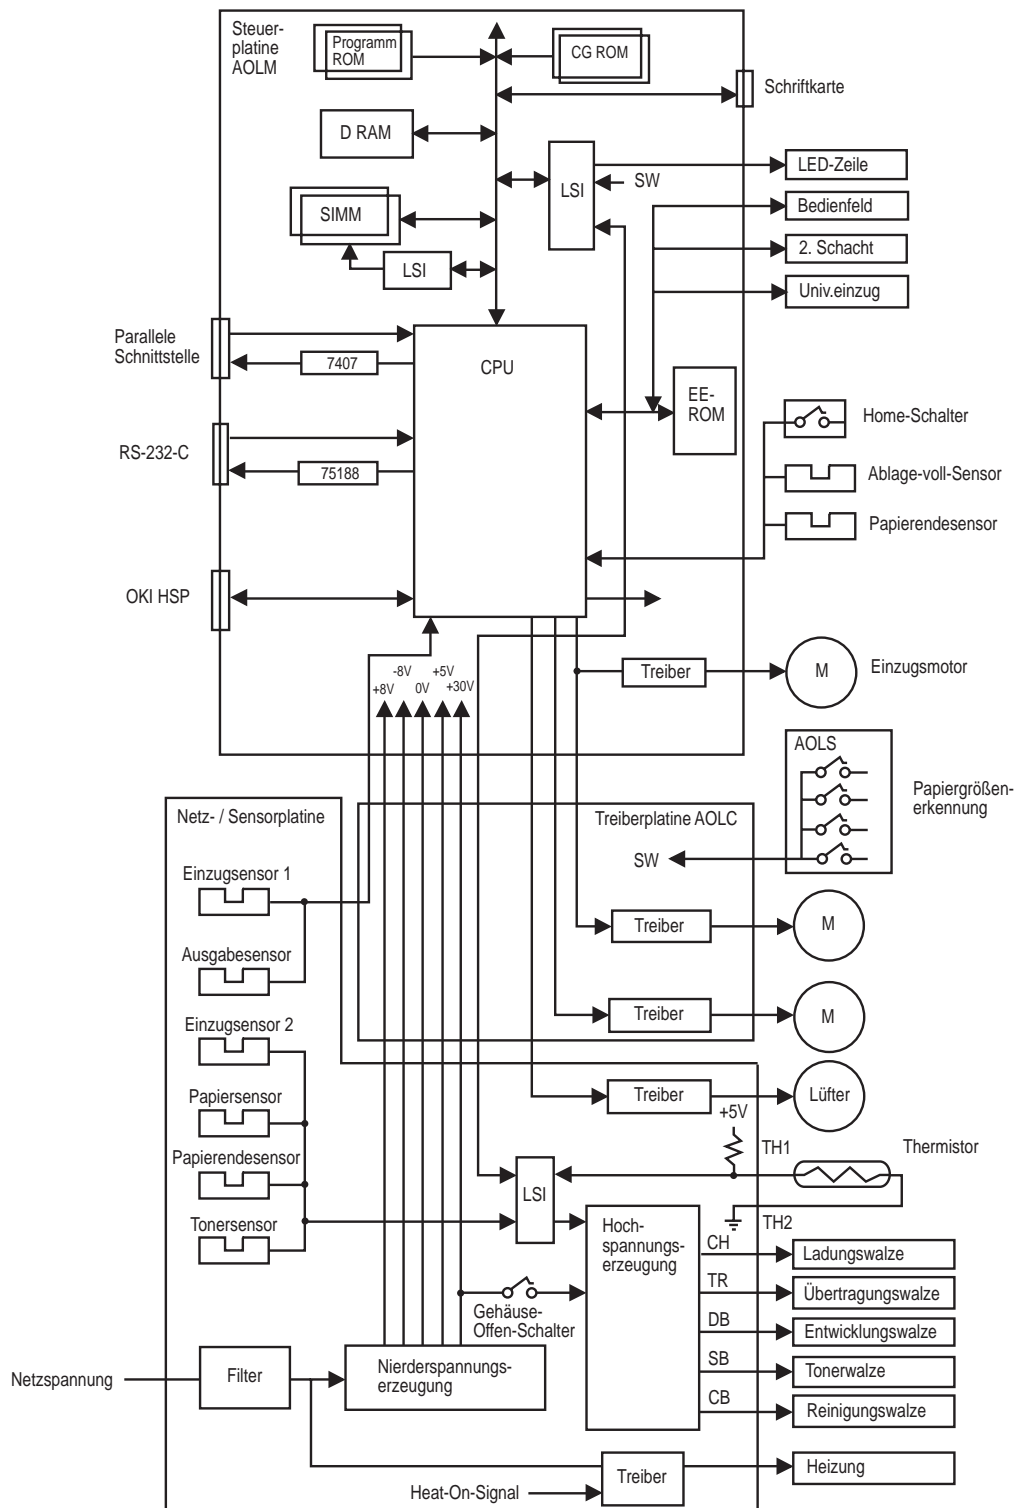 Steuer-
platine
AOLM
Programm
ROM
CG ROM
Schriftkarte
D RAM
LSI
SW
LED-Zeile
Bedienfeld
2. Schacht
Univ.einzug
SIMM
LSI
Parallele
Schnittstelle
7407
CPU
EE-
ROM
Home-Schalter
RS-232-C
75188
Ablage-voll-Sensor
Papierendesensor
OKI HSP
-8V
+5V
+8V
0V
+30V
Treiber
M
Einzugsmotor
AOLS
Papiergrößen-
erkennung
Netz- / Sensorplatine
Treiberplatine AOLC
SW
Einzugsensor 1
Treiber
M
Ausgabesensor
Treiber
M
Einzugsensor 2
Papiersensor
Treiber
Lüfter
+5V
TH1
Thermistor
Papierendesensor
LSI
Tonersensor
TH2
Hoch-
spannungs-
erzeugung
CH
Ladungswalze
TR
Übertragungswalze
Gehäuse-
Offen-Schalter
DB
Entwicklungswalze
SB
Tonerwalze
CB
Reinigungswalze
Netzspannung
Filter
Nierderspannungs-
erzeugung
Treiber
Heizung
Heat-On-Signal